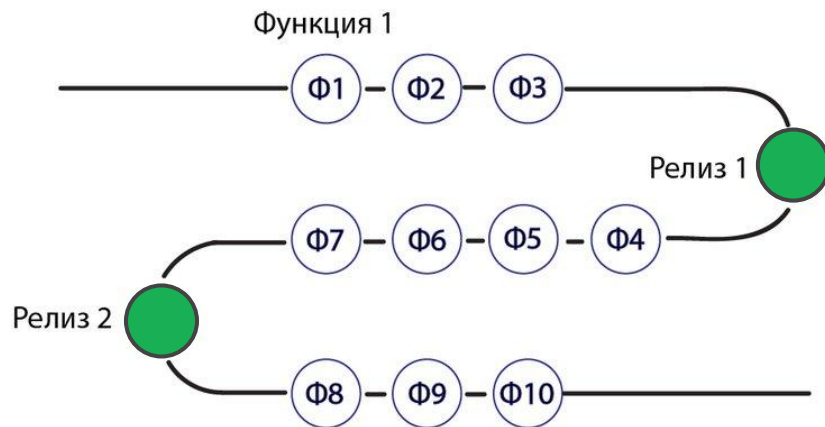 Функция 1
Ф1 Ф2 Ф3
Релиз 1
Ф7 Ф6 Ф5 Ф4
Релиз 2
Ф8 Ф9 Ф10